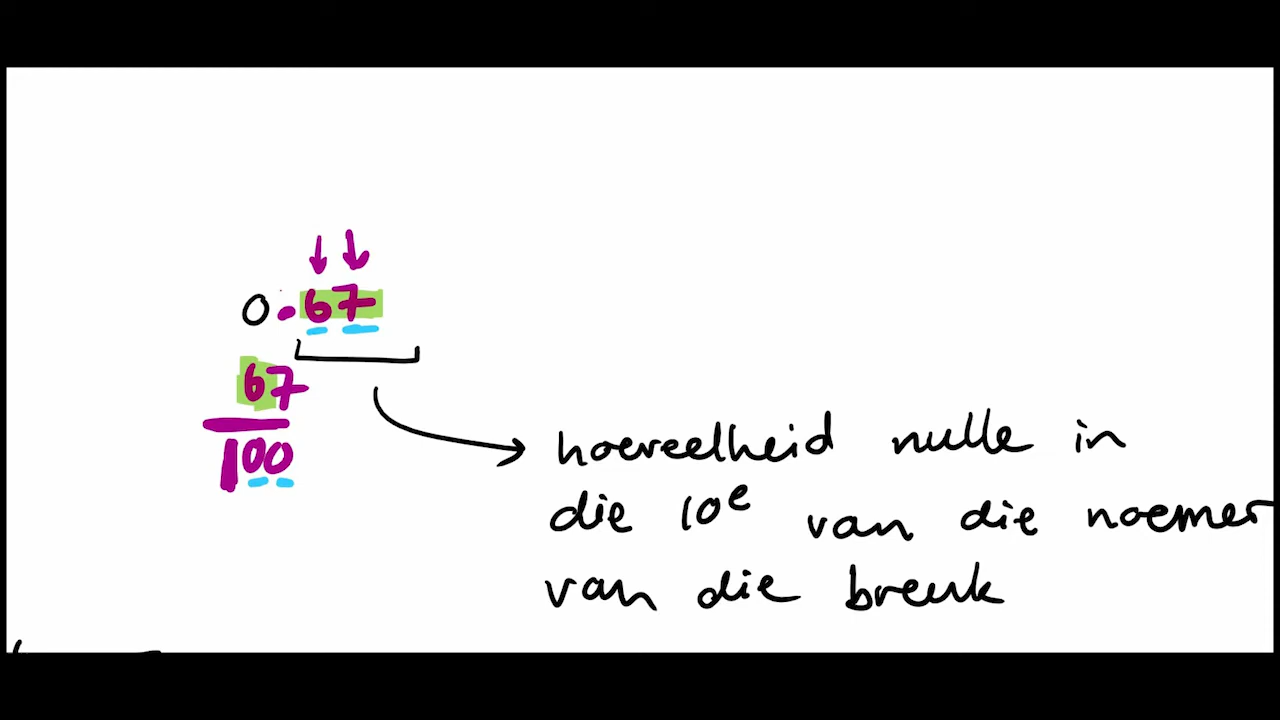 0.67
67
100
hoeveelheid nulle in
die 10e van die noemer
van die breuk